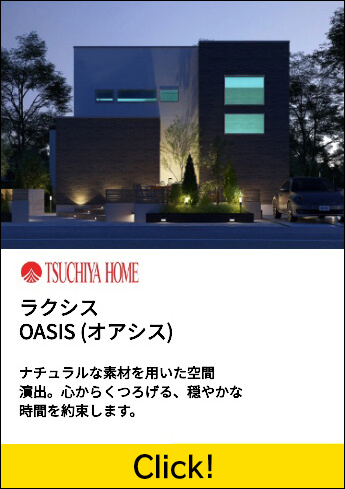 TSUCHIYA HOME
ラクシス
OASIS (オアシス)
ナチュラルな素材を用いた空間
演出。心からくつろげる、穏やかな
時間を約束します。
Click!